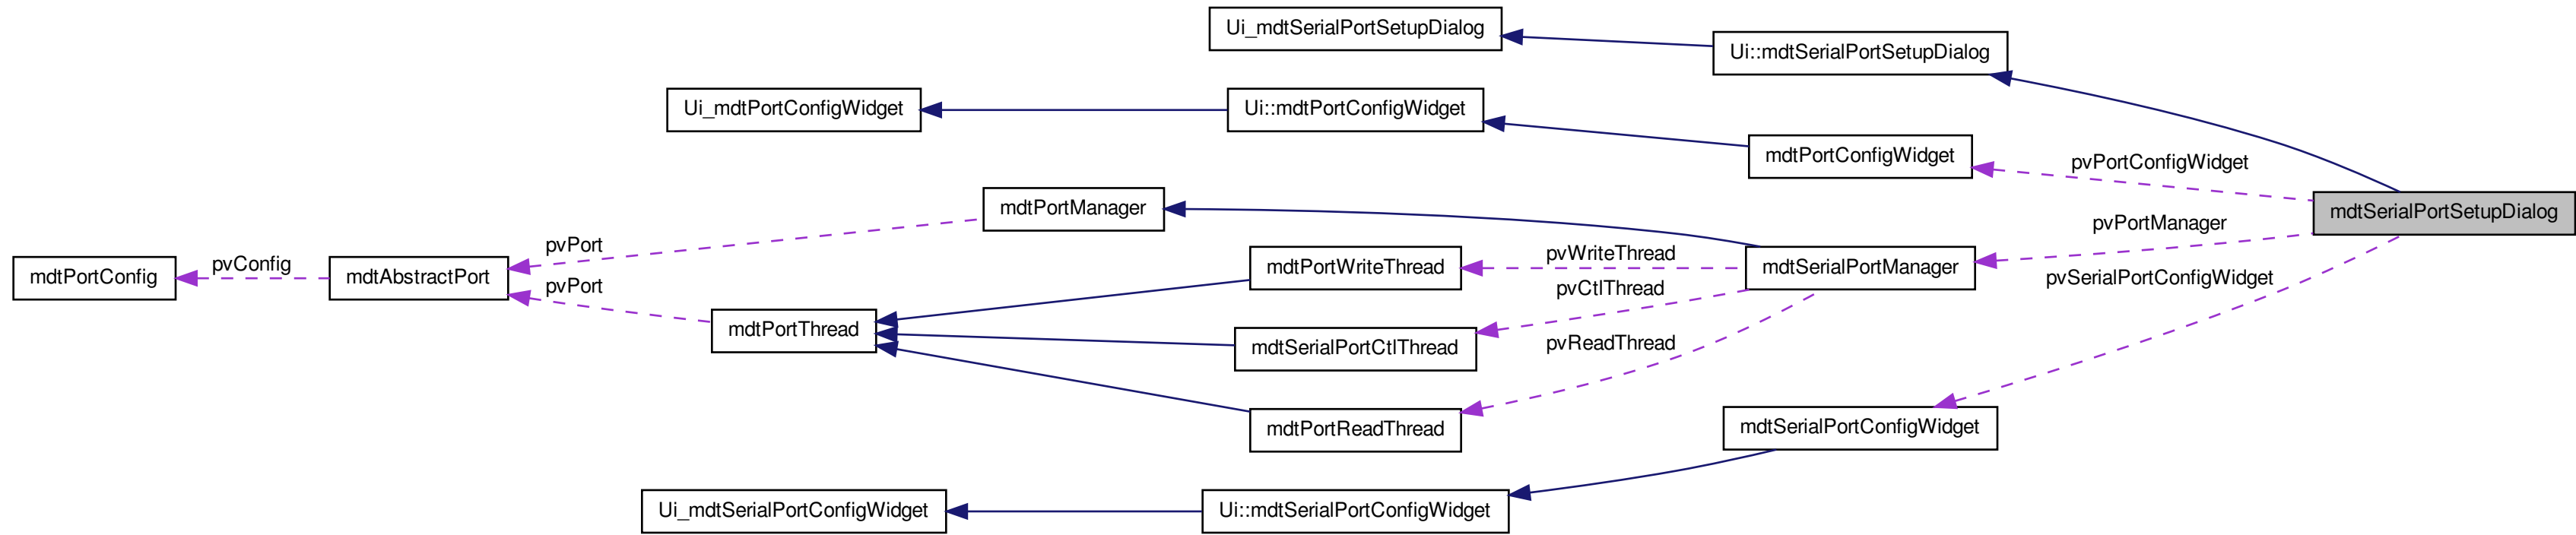 Ui_mdtSerialPortSetupDialog
Ui::mdtSerialPortSetupDialog
Ui_mdtPortConfigWidget
Ui::mdtPortConfigWidget
mdtPortConfigWidget
pvPortConfigWidget
mdtPortManager
mdtSerialPortSetupDialog
pvPortManager
pvPort
pvWriteThread
pvConfig
mdtPortConfig
mdtAbstractPort
mdtPortWriteThread
mdtSerialPortManager
pvSerialPortConfigWidget
pvPort
pvCtlThread
mdtPortThread
pvReadThread
mdtSerialPortCtlThread
mdtPortReadThread
mdtSerialPortConfigWidget
Ui_mdtSerialPortConfigWidget
Ui::mdtSerialPortConfigWidget